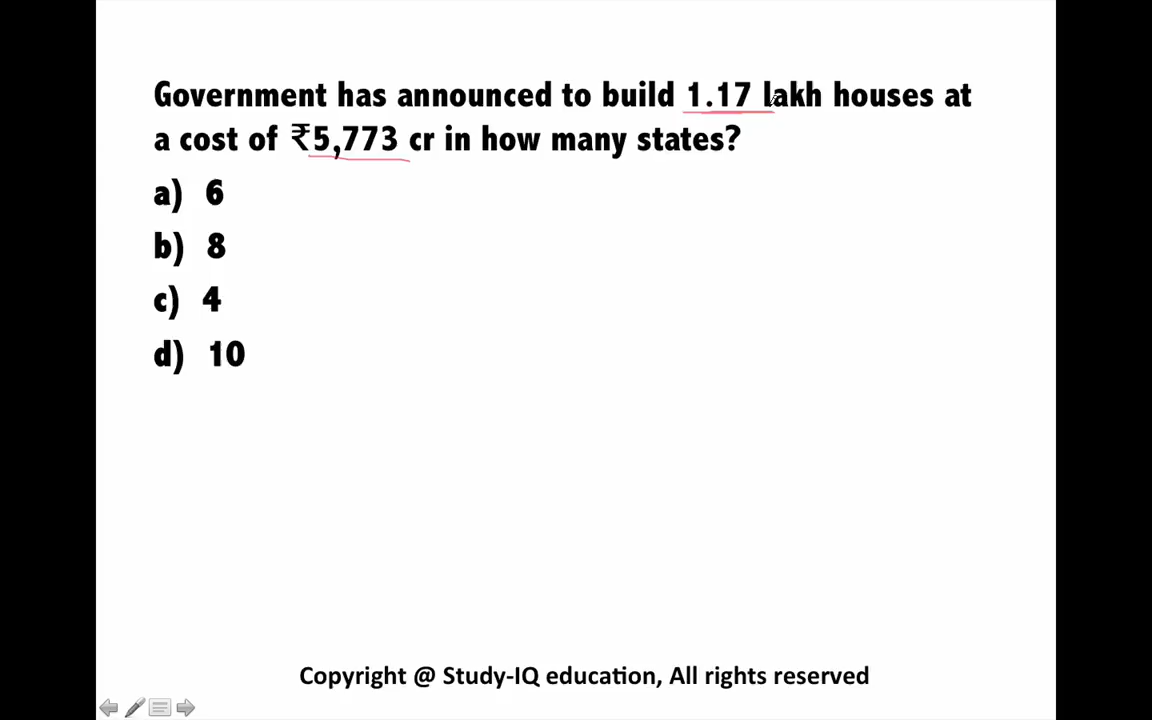 Government has announced to build 1.17 lakh houses at
a cost of ₹5,773 cr in how many states?
a) 6
b) 8
c) 4
d) 10
Copyright @ Study-IQ education, All rights reserved